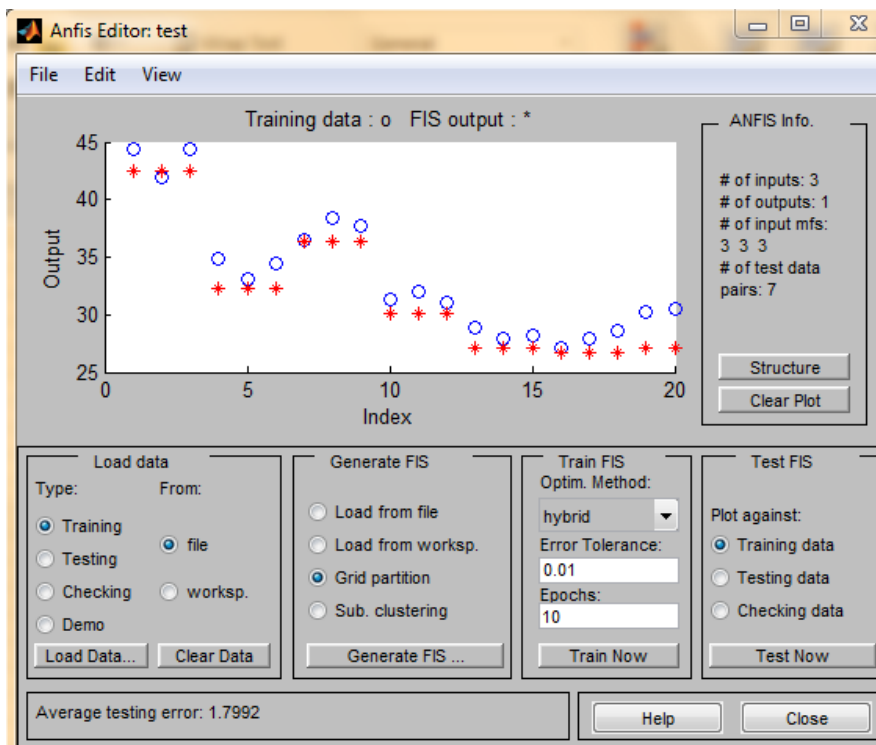 Anfis Editor: test
File Edit View
Training data : o FIS output : *
45
40
35
30
25
Output
0 5 10 15 20
Index
ANFIS Info.
# of inputs: 3
# of outputs: 1
# of input mfs:
3 3 3
# of test data
pairs: 7
Structure
Clear Plot
Load data
Type: From:
Training
Testing
Checking
Demo
file
worksp.
Load Data... Clear Data
Generate FIS
Load from file
Load from worksp.
Grid partition
Sub. clustering
Generate FIS ...
Train FIS
Optim. Method:
hybrid
Error Tolerance:
0.01
Epochs:
10
Train Now
Test FIS
Plot against:
Training data
Testing data
Checking data
Test Now
Average testing error: 1.7992
Help Close